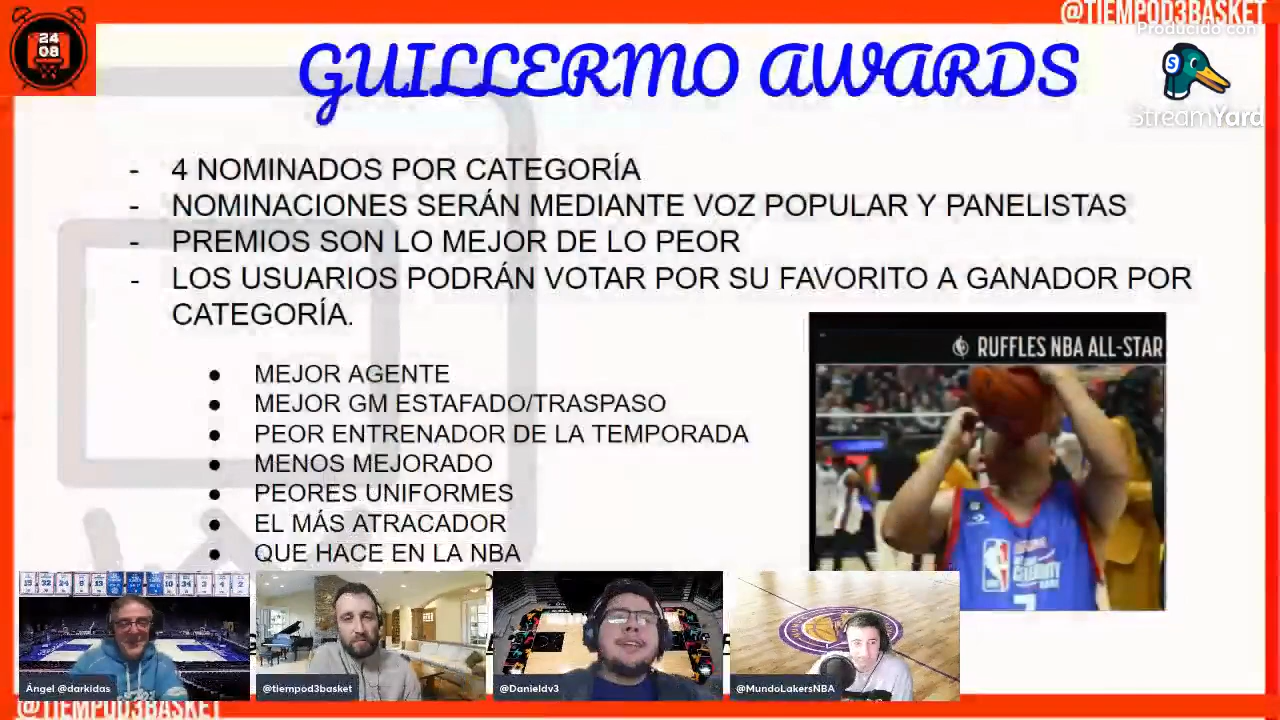 @TIEMPOD3BASKET
Producido con
StreamYard
24
08
GUILLERMO AWARDS
- 4 NOMINADOS POR CATEGORÍA
- NOMINACIONES SERÁN MEDIANTE VOZ POPULAR Y PANELISTAS
- PREMIOS SON LO MEJOR DE LO PEOR
- LOS USUARIOS PODRÁN VOTAR POR SU FAVORITO A GANADOR POR
CATEGORÍA.
RUFFLES NBA ALL-STAR
● MEJOR AGENTE
● MEJOR GM ESTAFADO/TRASPASO
● PEOR ENTRENADOR DE LA TEMPORADA
● MENOS MEJORADO
● PEORES UNIFORMES
● EL MÁS ATRACADOR
● QUE HACE EN LA NBA
Ángel @darkidas
@tiempod3basket
@Danieldv3
@MundoLakersNBA
@TIEMPOD3BASKET